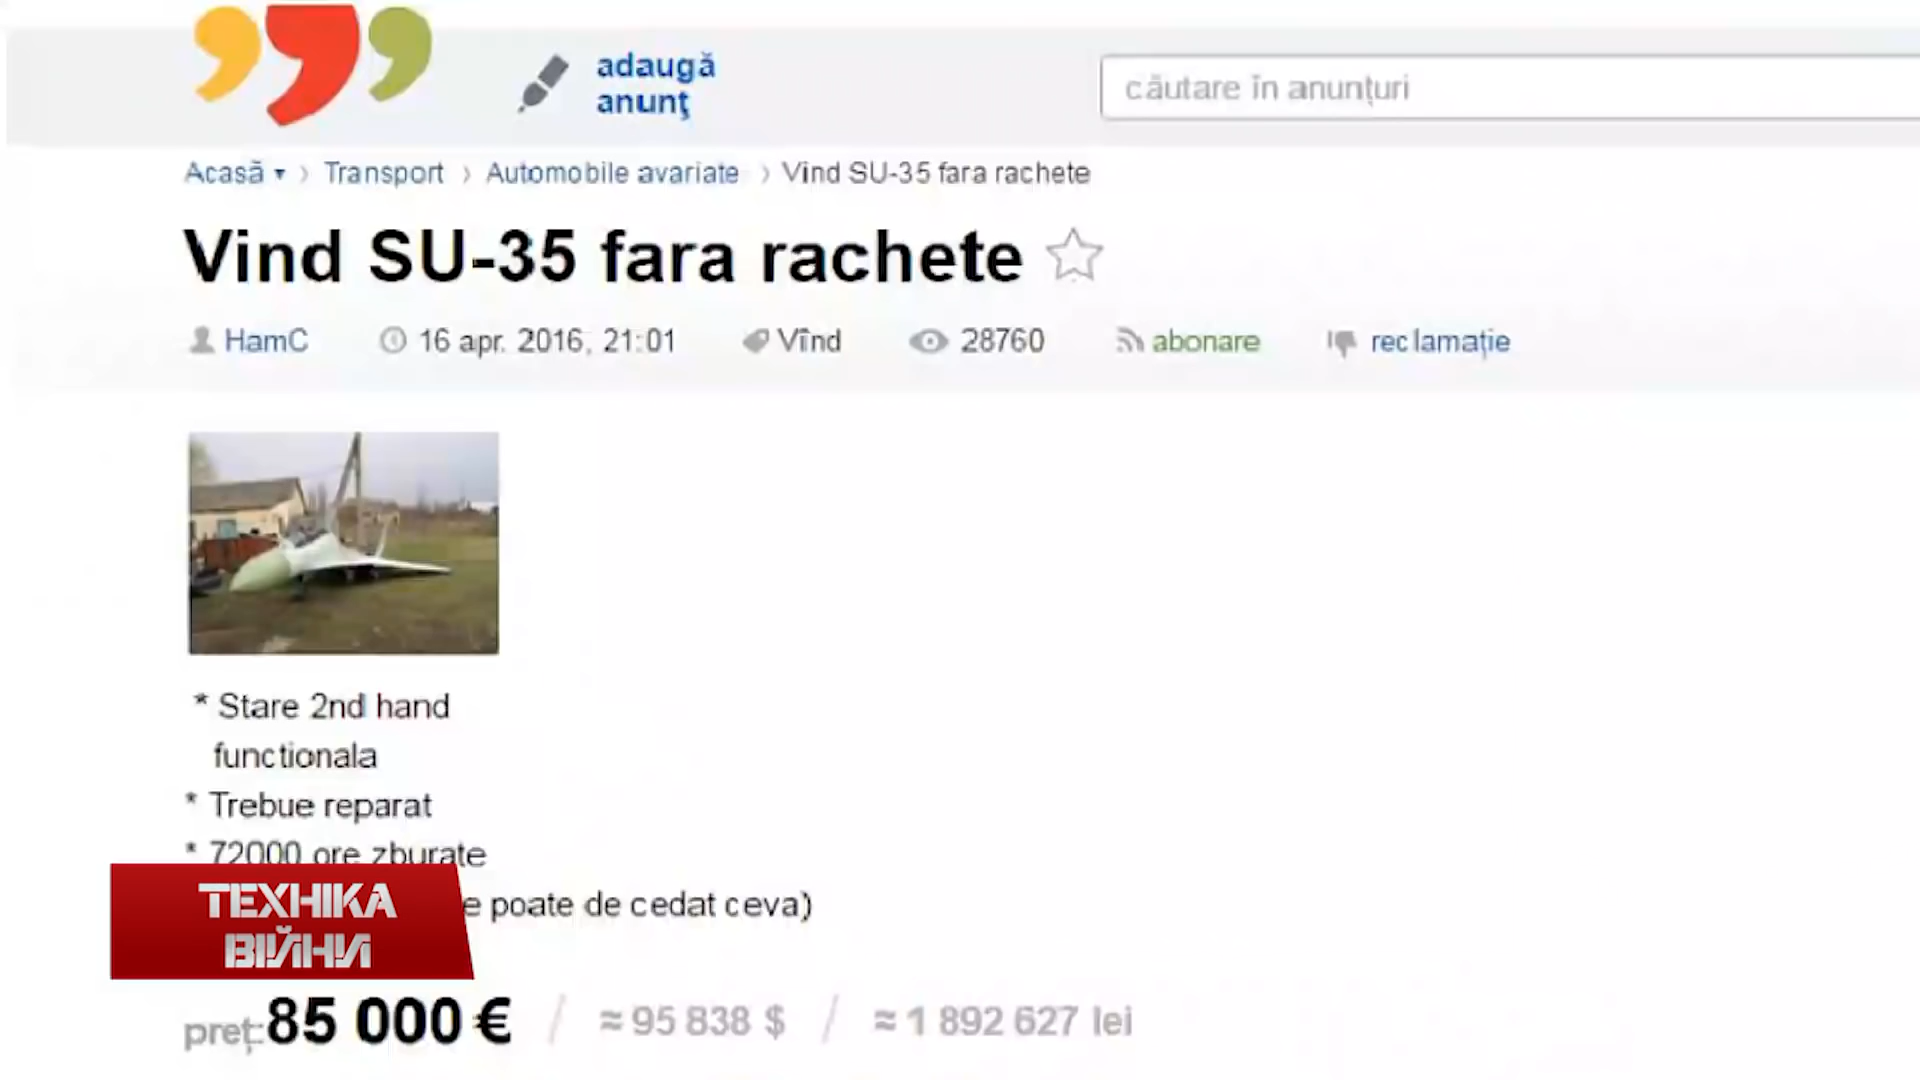 adaugă
anunţ
căutare în anunțuri
Acasă › Transport › Automobile avariate › Vind SU-35 fara rachete
Vind SU-35 fara rachete
HamC 16 apr. 2016, 21:01 Vînd 28760 abonare reclamație
* Stare 2nd hand
functionala
* Trebue reparat
* 72000 ore zburate
e poate de cedat ceva)
ТЕХНІКА
ВІЙНИ
preț: 85 000 € / ≈ 95 838 $ / ≈ 1 892 627 lei